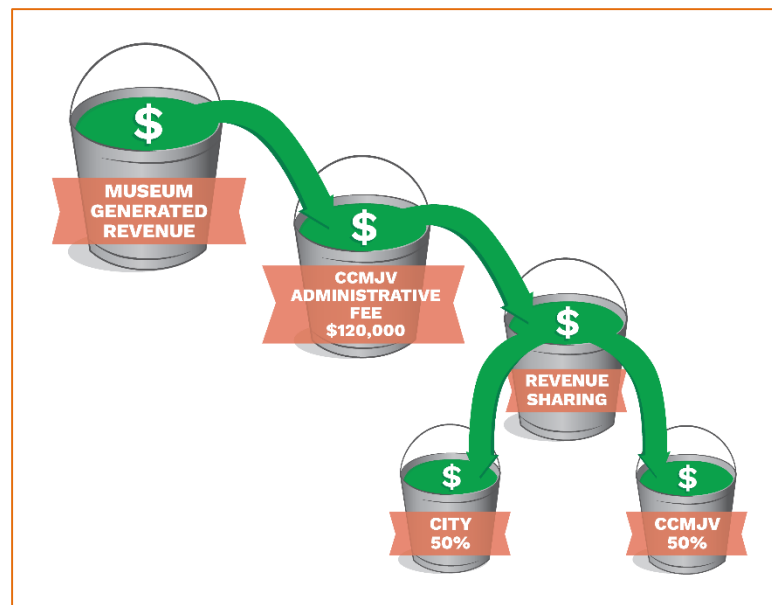 $
MUSEUM
GENERATED
REVENUE
$
CCMJV
ADMINISTRATIVE
FEE
$120,000
$
REVENUE
SHARING
$
CITY
50%
$
CCMJV
50%